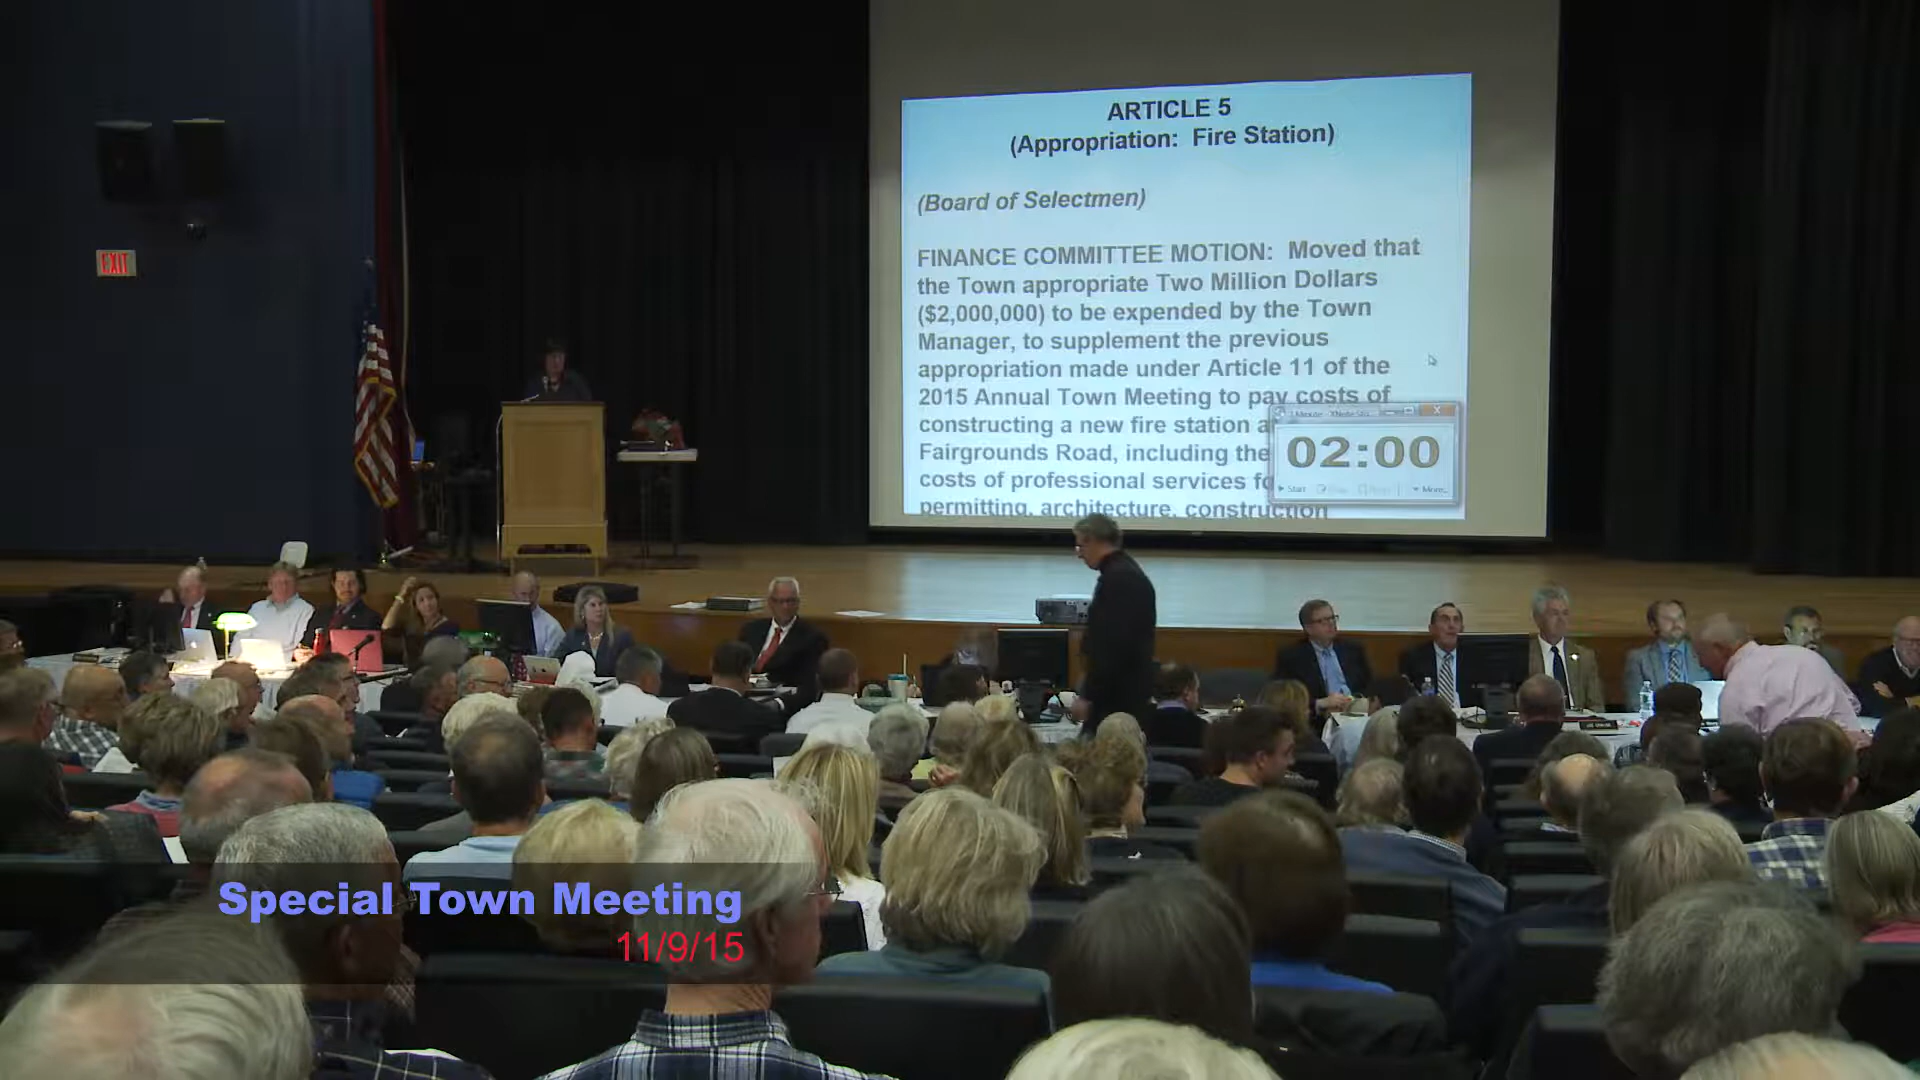 ARTICLE 5
(Appropriation: Fire Station)
(Board of Selectmen)
FINANCE COMMITTEE MOTION: Moved that
the Town appropriate Two Million Dollars
($2,000,000) to be expended by the Town
Manager, to supplement the previous
appropriation made under Article 11 of the
2015 Annual Town Meeting to pay costs of
constructing a new fire station a
Fairgrounds Road, including the
costs of professional services fo
permitting, architecture, construction
02:00
Start
More...
EXIT
Special Town Meeting
11/9/15